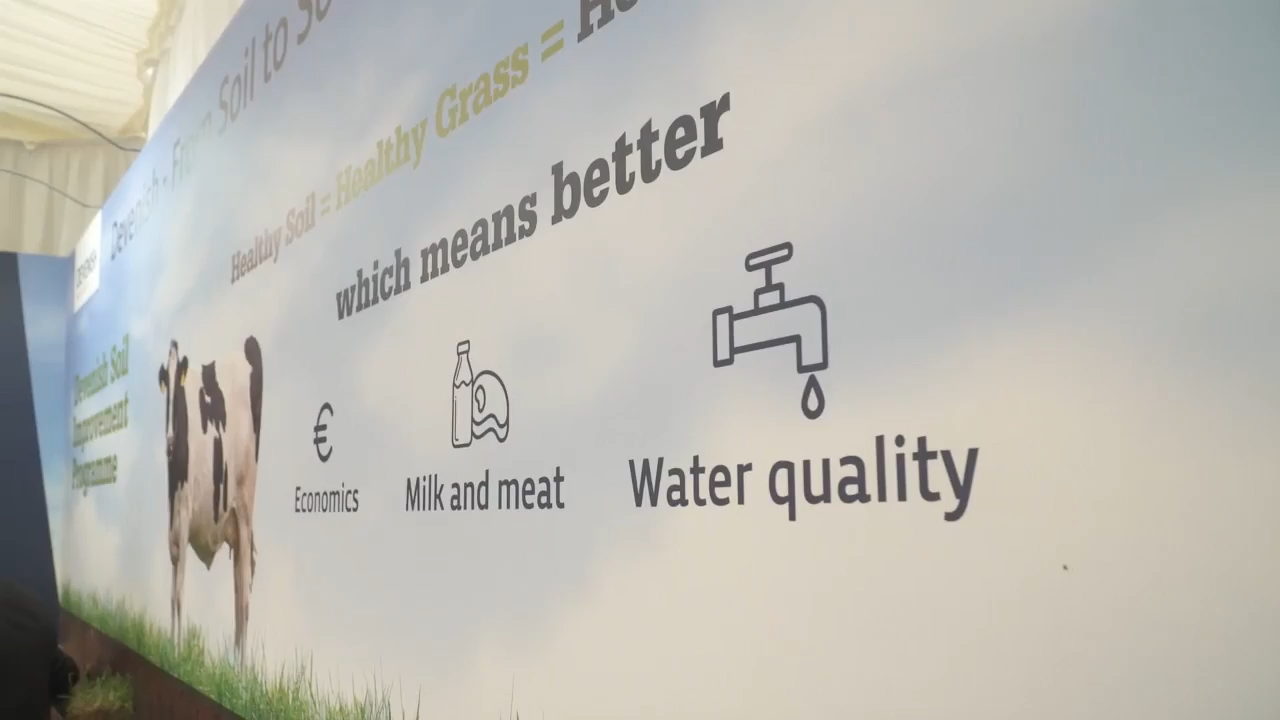 Devenish - From Soil to
Healthy Soil = Healthy Grass =
which means better
DEVENISH
Devenish Soil
Improvement
Programme
€
Economics
Milk and meat
Water quality